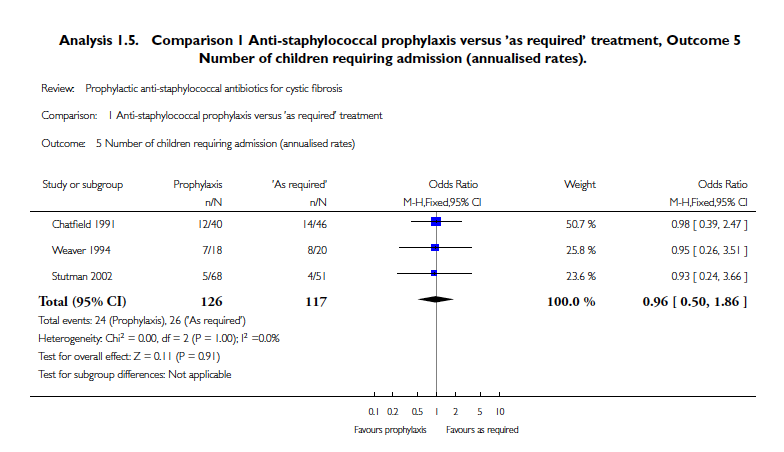 Analysis 1.5. Comparison 1 Anti-staphylococcal prophylaxis versus 'as required' treatment, Outcome 5
Number of children requiring admission (annualised rates).
Review: Prophylactic anti-staphylococcal antibiotics for cystic fibrosis
Comparison: 1 Anti-staphylococcal prophylaxis versus 'as required' treatment
Outcome: 5 Number of children requiring admission (annualised rates)
Study or subgroup Prophylaxis 'As required' Odds Ratio Weight Odds Ratio
n/N n/N M-H,Fixed,95% CI M-H,Fixed,95% CI
Chatfield 1991 12/40 14/46 50.7 % 0.98 [ 0.39, 2.47 ]
Weaver 1994 7/18 8/20 25.8 % 0.95 [ 0.26, 3.51 ]
Stutman 2002 5/68 4/51 23.6 % 0.93 [ 0.24, 3.66 ]
Total (95% CI) 126 117 100.0 % 0.96 [ 0.50, 1.86 ]
Total events: 24 (Prophylaxis), 26 ('As required')
Heterogeneity: Chi² = 0.00, df = 2 (P = 1.00); I² =0.0%
Test for overall effect: Z = 0.11 (P = 0.91)
Test for subgroup differences: Not applicable
0.1 0.2 0.5 1 2 5 10
Favours prophylaxis Favours as required